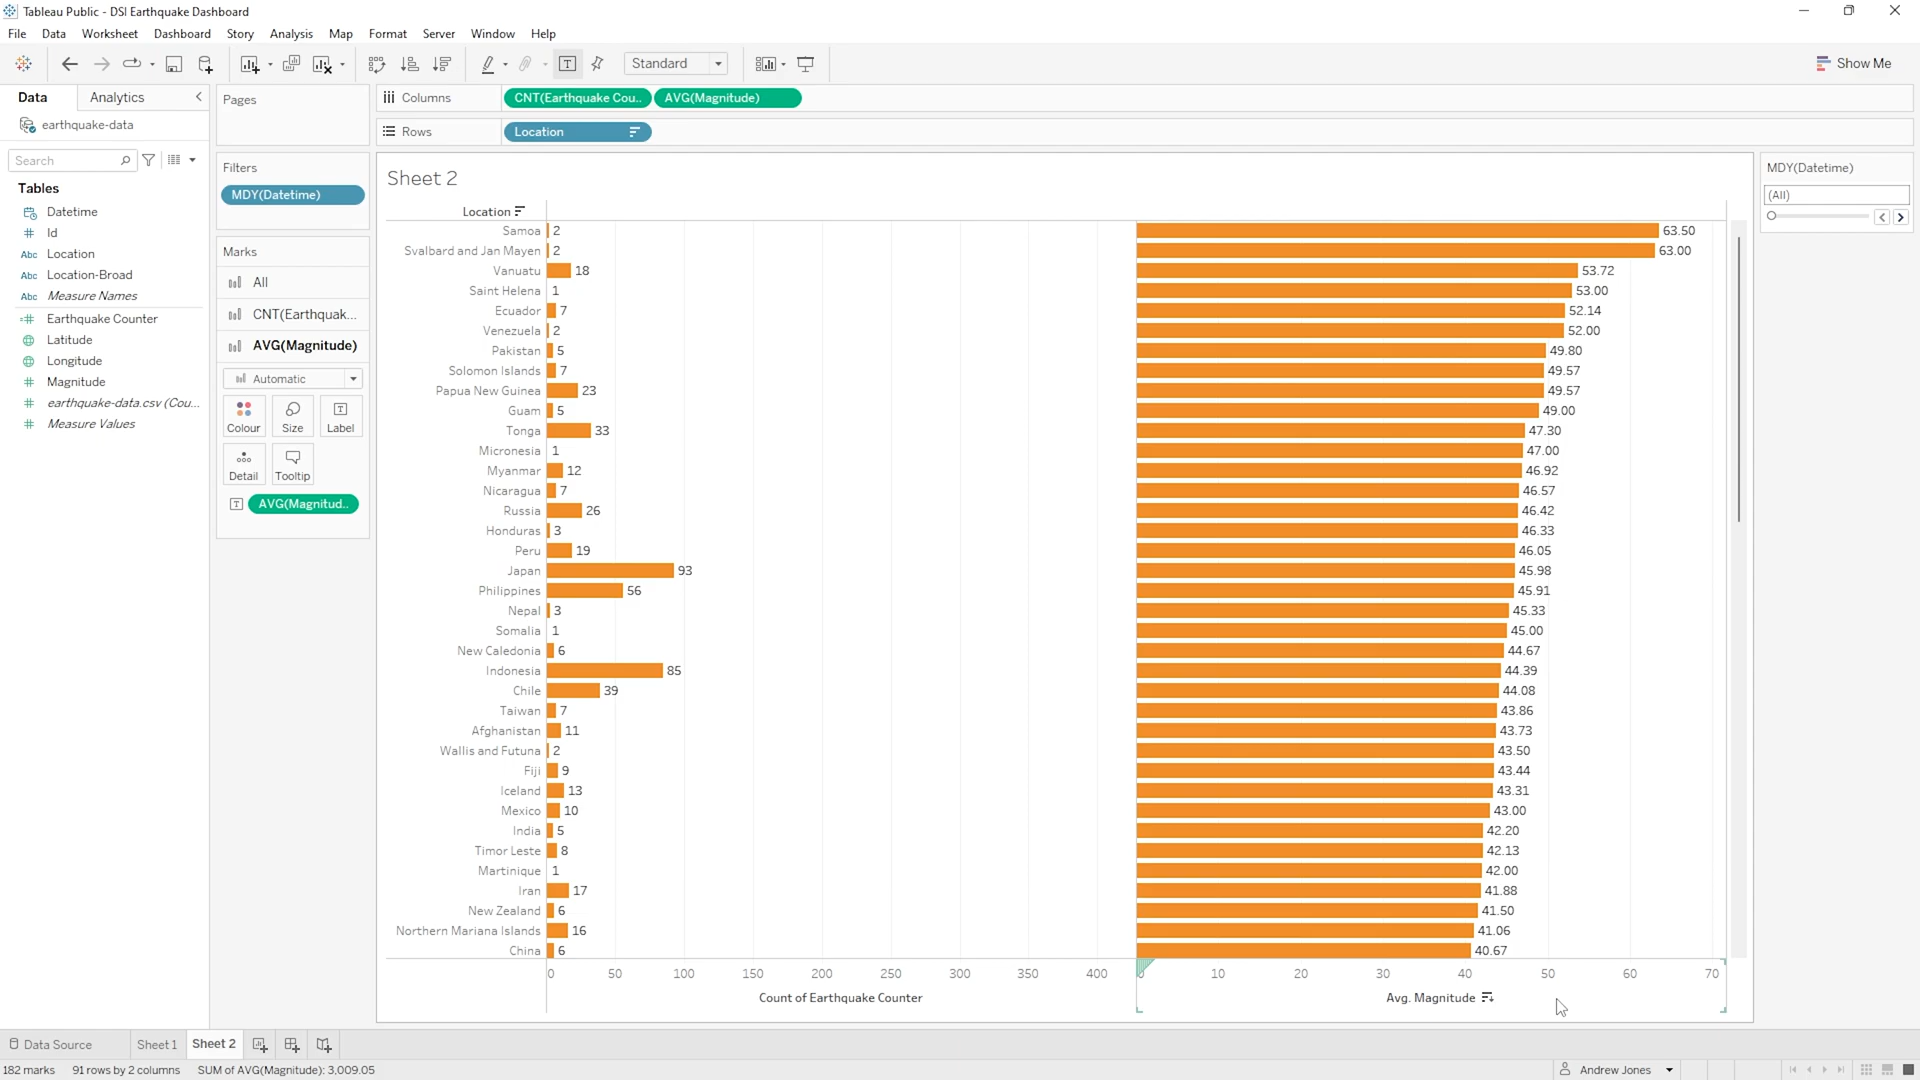 Tableau Public - DSI Earthquake Dashboard
File Data Worksheet Dashboard Story Analysis Map Format Server Window Help
Standard
Show Me
Data Analytics
earthquake-data
Search
Tables
Datetime
# Id
Abc Location
Abc Location-Broad
Abc Measure Names
=# Earthquake Counter
Latitude
Longitude
# Magnitude
# earthquake-data.csv (Cou...
# Measure Values
Pages
Filters
MDY(Datetime)
Marks
All
CNT(Earthquak...
AVG(Magnitude)
Automatic
Colour Size Label
Detail Tooltip
AVG(Magnitud..
Columns CNT(Earthquake Cou.. AVG(Magnitude)
Rows Location
Sheet 2
Location
Samoa 2 63.50
Svalbard and Jan Mayen 2 63.00
Vanuatu 18 53.72
Saint Helena 1 53.00
Ecuador 7 52.14
Venezuela 2 52.00
Pakistan 5 49.80
Solomon Islands 7 49.57
Papua New Guinea 23 49.57
Guam 5 49.00
Tonga 33 47.30
Micronesia 1 47.00
Myanmar 12 46.92
Nicaragua 7 46.57
Russia 26 46.42
Honduras 3 46.33
Peru 19 46.05
Japan 93 45.98
Philippines 56 45.91
Nepal 3 45.33
Somalia 1 45.00
New Caledonia 6 44.67
Indonesia 85 44.39
Chile 39 44.08
Taiwan 7 43.86
Afghanistan 11 43.73
Wallis and Futuna 2 43.50
Fiji 9 43.44
Iceland 13 43.31
Mexico 10 43.00
India 5 42.20
Timor Leste 8 42.13
Martinique 1 42.00
Iran 17 41.88
New Zealand 6 41.50
Northern Mariana Islands 16 41.06
China 6 40.67
0 50 100 150 200 250 300 350 400 0 10 20 30 40 50 60 70
Count of Earthquake Counter Avg. Magnitude
MDY(Datetime)
(All)
Data Source Sheet 1 Sheet 2
182 marks 91 rows by 2 columns SUM of AVG(Magnitude): 3,009.05 Andrew Jones